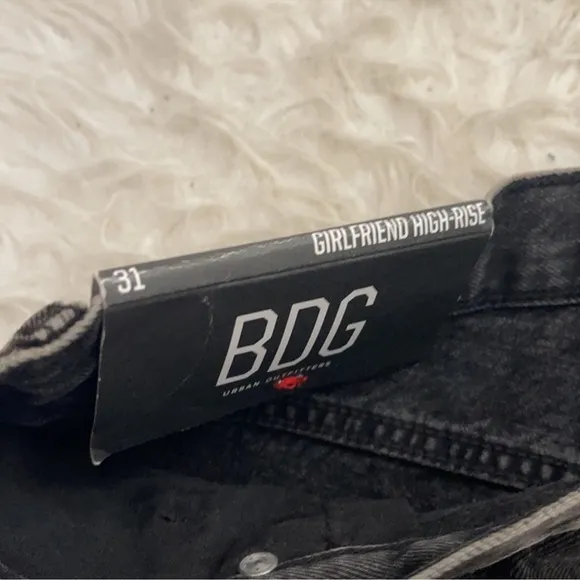 31 GIRLFRIEND HIGH-RISE
BDG
URBAN OUTFITTERS